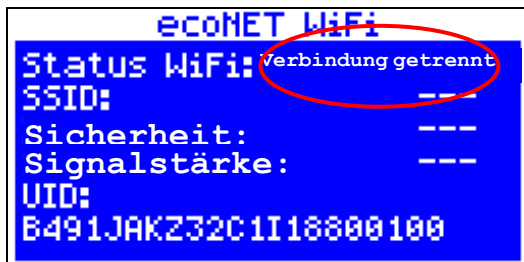 ecoNET WiFi
Status WiFi: Verbindung getrennt
SSID: ---
Sicherheit: ---
Signalstärke: ---
UID:
B491JAKZ32C1I18800100